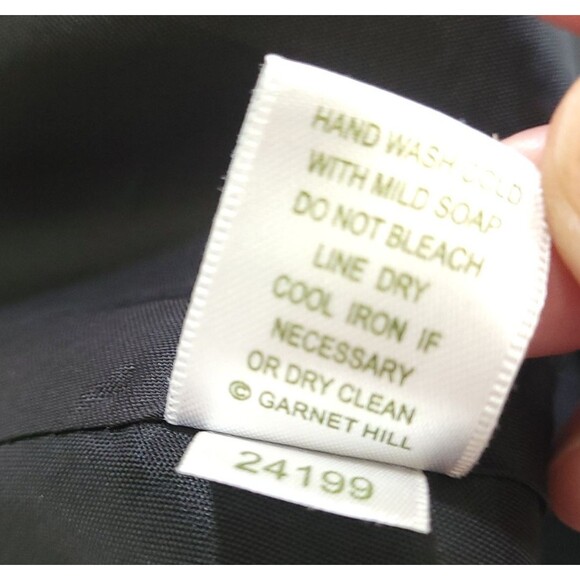 HAND WASH COLD
WITH MILD SOAP
DO NOT BLEACH
LINE DRY
COOL IRON IF
NECESSARY
OR DRY CLEAN
© GARNET HILL
24199